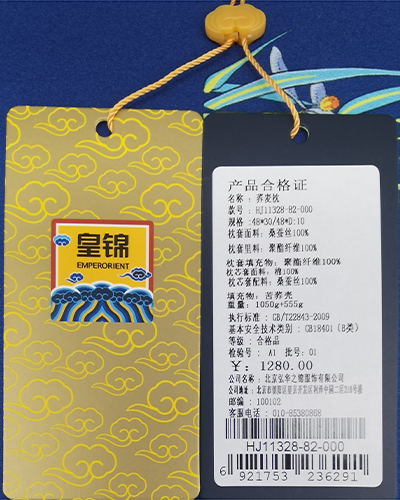 皇锦
EMPERORIENT
产品合格证
名称：荞麦枕
款号：HJ11328-82-000
规格：48*30/48*D:10
枕套面料：桑蚕丝100%
枕套里料：聚酯纤维100%
枕套填充物：聚酯纤维100%
枕芯套面料：棉100%
枕芯套配料：桑蚕丝100%
填充物：苦荞壳
重量：1050g+555g
执行标准：GB/T22843-2009
基本安全技术类别：GB18401（B类）
等级：合格品
检验号：A1 批号：01
¥：1280.00
公司名称：北京弘华之锦服饰有限公司
邮编：100102
客服电话：010-85380868
HJ11328-82-000
6 921753 236291